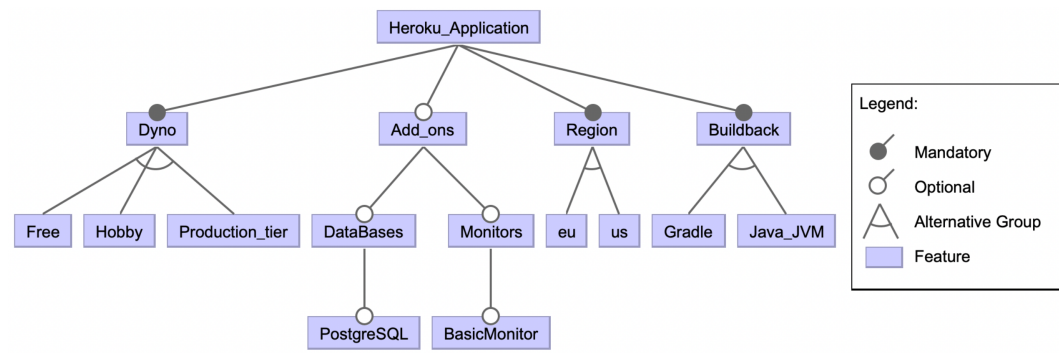 Heroku_Application
Dyno
Add_ons
Region
Buildback
Free
Hobby
Production_tier
DataBases
Monitors
eu
us
Gradle
Java_JVM
PostgreSQL
BasicMonitor
Legend:
Mandatory
Optional
Alternative Group
Feature